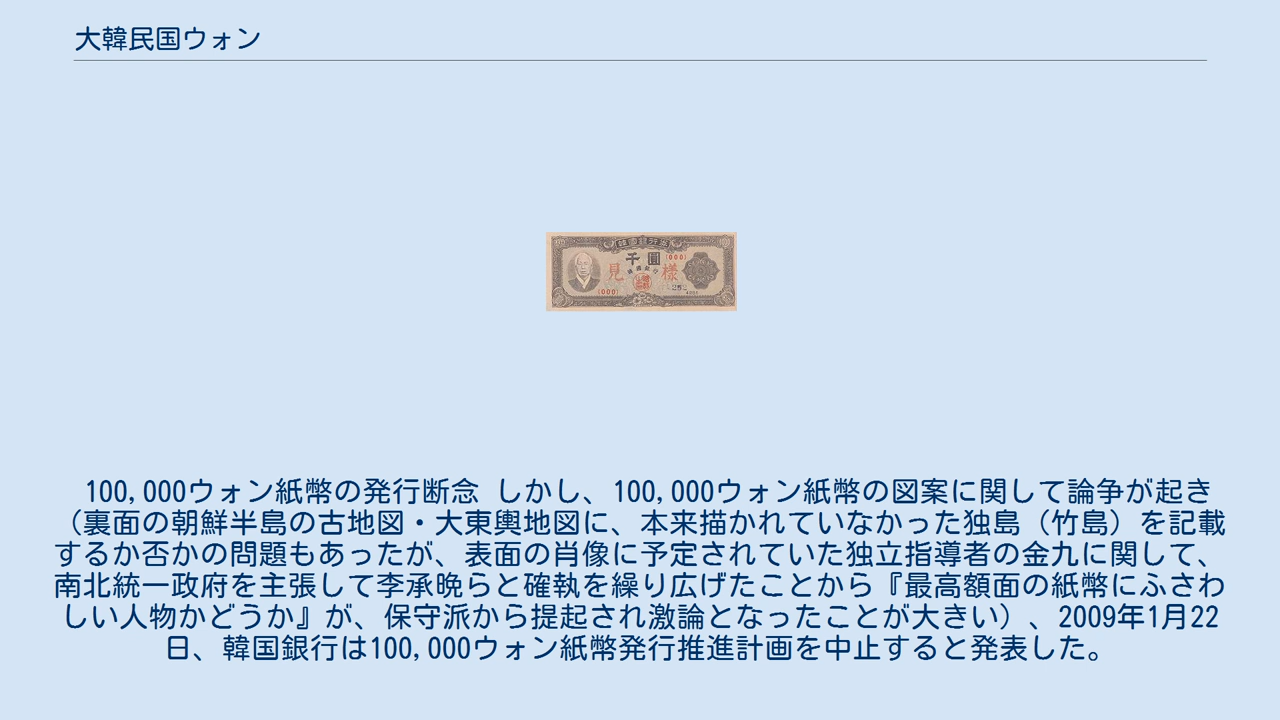 大韓民国ウォン
千圓
(000)
見 様
(000)
100,000ウォン紙幣の発行断念 しかし、100,000ウォン紙幣の図案に関して論争が起き
（裏面の朝鮮半島の古地図・大東輿地図に、本来描かれていなかった独島（竹島）を記載
するか否かの問題もあったが、表面の肖像に予定されていた独立指導者の金九に関して、
南北統一政府を主張して李承晩らと確執を繰り広げたことから『最高額面の紙幣にふさわ
しい人物かどうか』が、保守派から提起され激論となったことが大きい）、2009年1月22
日、韓国銀行は100,000ウォン紙幣発行推進計画を中止すると発表した。